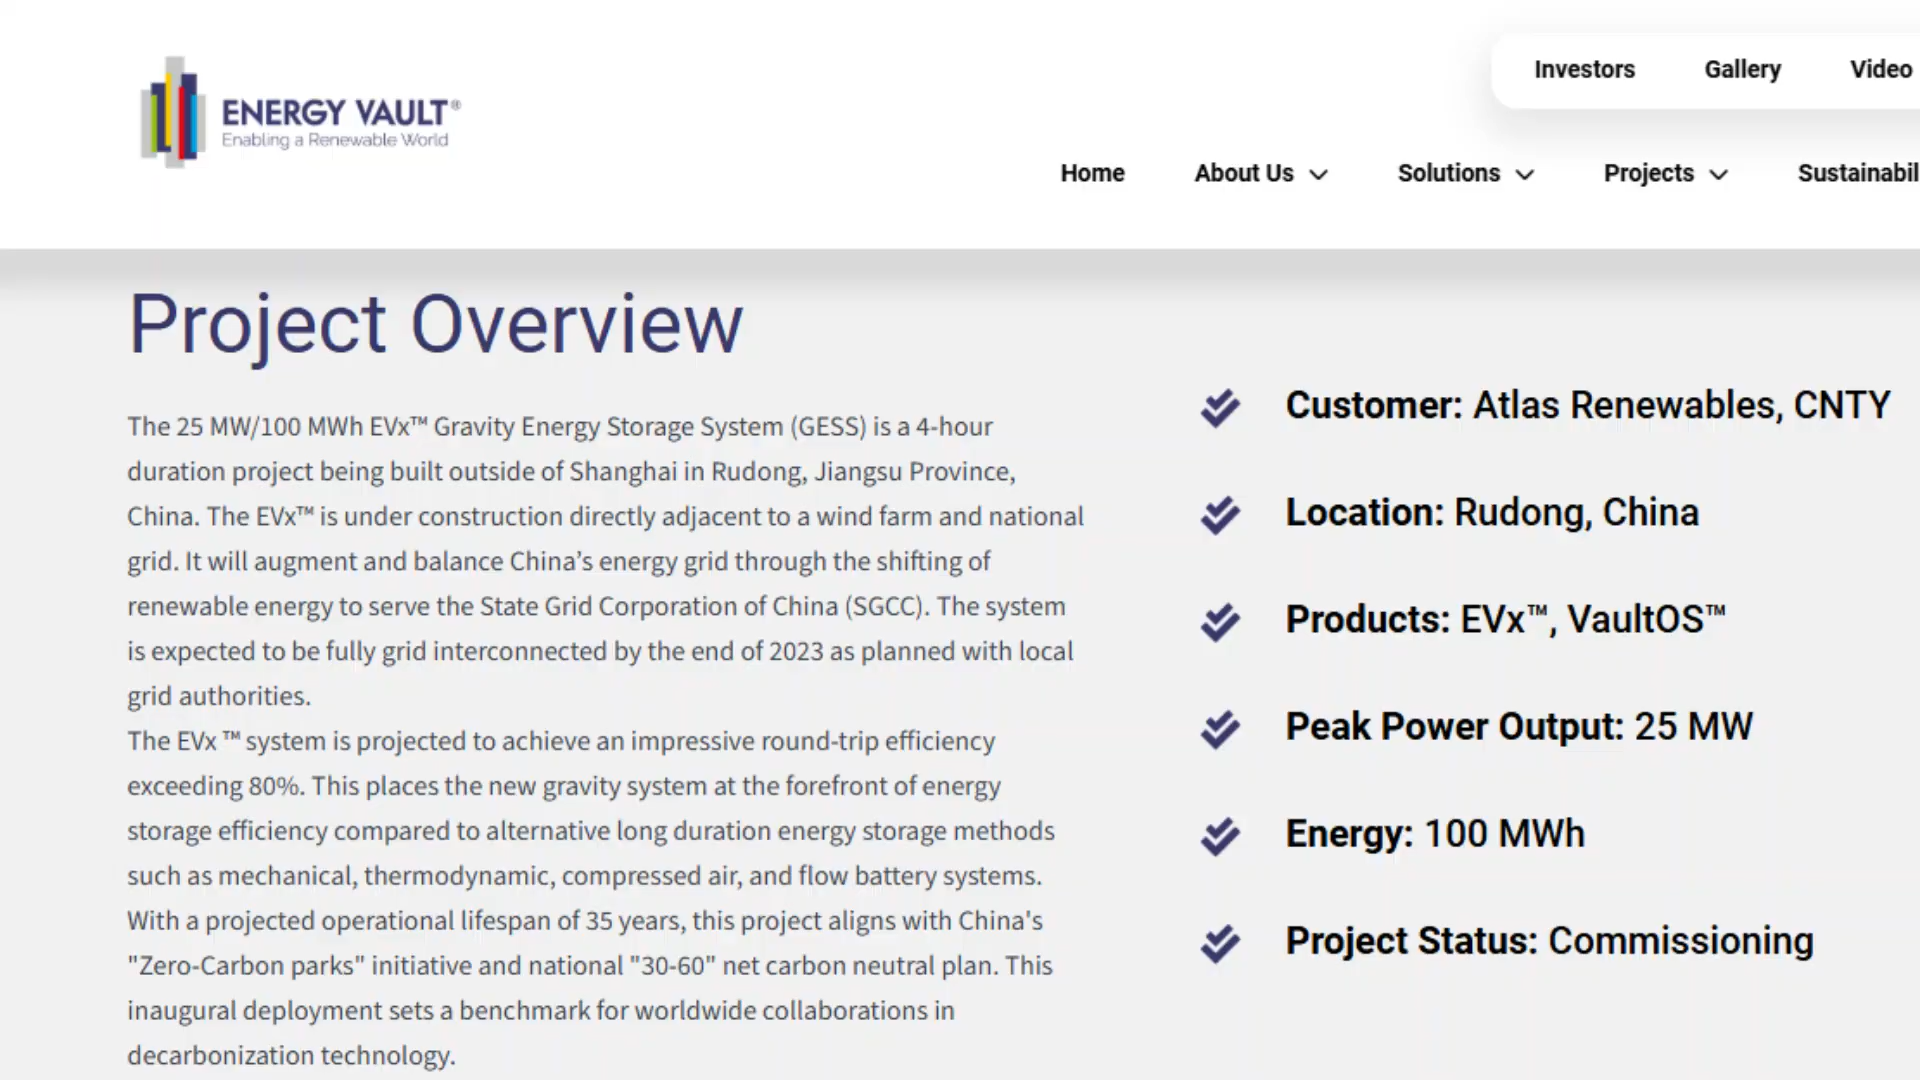 ENERGY VAULT®
Enabling a Renewable World
Investors
Gallery
Video
Home
About Us
Solutions
Projects
Sustainabil
Project Overview
The 25 MW/100 MWh EVx™ Gravity Energy Storage System (GESS) is a 4-hour
duration project being built outside of Shanghai in Rudong, Jiangsu Province,
China. The EVx™ is under construction directly adjacent to a wind farm and national
grid. It will augment and balance China’s energy grid through the shifting of
renewable energy to serve the State Grid Corporation of China (SGCC). The system
is expected to be fully grid interconnected by the end of 2023 as planned with local
grid authorities.
The EVx ™ system is projected to achieve an impressive round-trip efficiency
exceeding 80%. This places the new gravity system at the forefront of energy
storage efficiency compared to alternative long duration energy storage methods
such as mechanical, thermodynamic, compressed air, and flow battery systems.
With a projected operational lifespan of 35 years, this project aligns with China's
"Zero-Carbon parks" initiative and national "30-60" net carbon neutral plan. This
inaugural deployment sets a benchmark for worldwide collaborations in
decarbonization technology.
Customer: Atlas Renewables, CNTY
Location: Rudong, China
Products: EVx™, VaultOS™
Peak Power Output: 25 MW
Energy: 100 MWh
Project Status: Commissioning